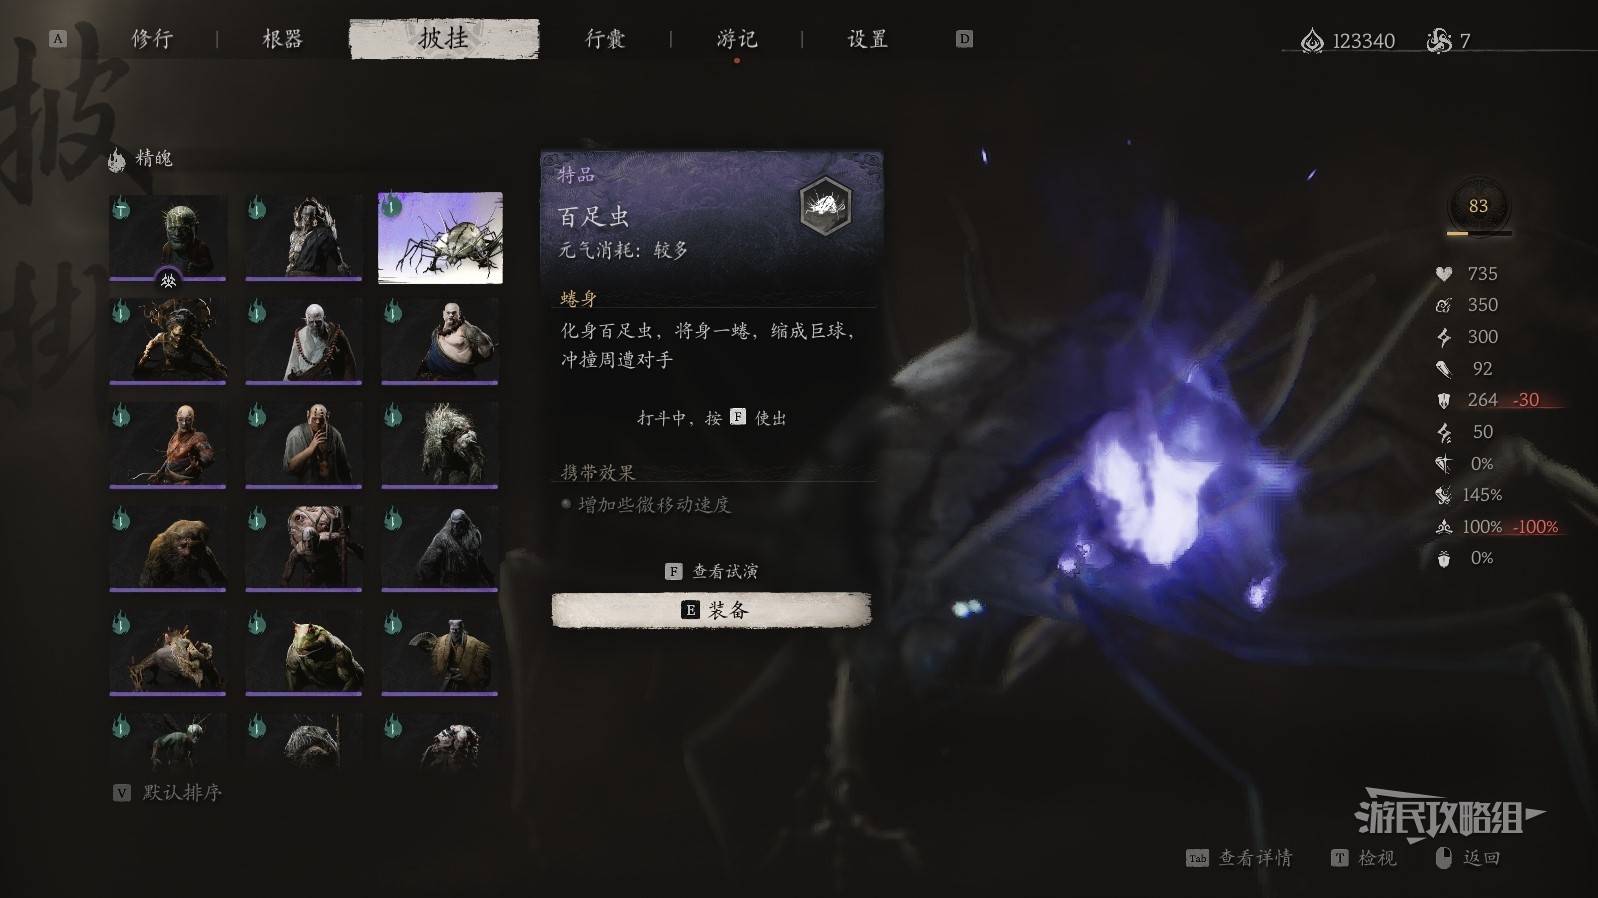 A 修行 | 根器 披挂 行囊 | 游记 | 设置 D
123340 7
披挂
精魄
特品
百足虫
元气消耗：较多
蜷身
化身百足虫，将身一蜷，缩成巨球，
冲撞周遭对手
打斗中，按 F 使出
携带效果
增加些微移动速度
F 查看试演
E 装备
V 默认排序
83
735
350
300
92
264 -30
50
0%
145%
100% -100%
0%
游民攻略组
Tab 查看详情 T 检视 返回